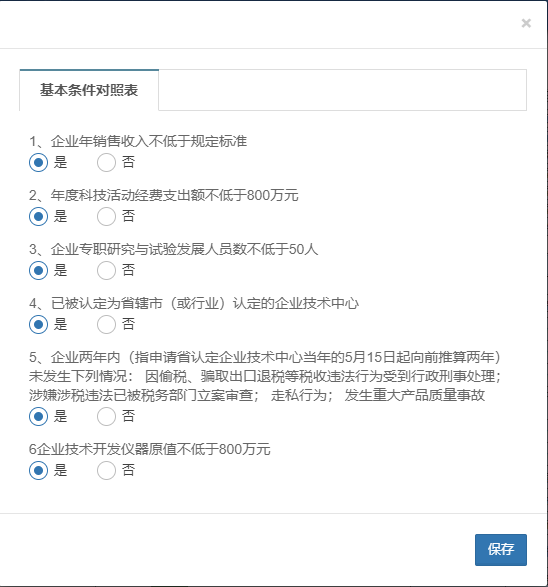 ×
基本条件对照表
1、企业年销售收入不低于规定标准
是 否
2、年度科技活动经费支出额不低于800万元
是 否
3、企业专职研究与试验发展人员数不低于50人
是 否
4、已被认定为省辖市（或行业）认定的企业技术中心
是 否
5、企业两年内（指申请省认定企业技术中心当年的5月15日起向前推算两年）
未发生下列情况： 因偷税、骗取出口退税等税收违法行为受到行政刑事处理；
涉嫌涉税违法已被税务部门立案审查； 走私行为； 发生重大产品质量事故
是 否
6企业技术开发仪器原值不低于800万元
是 否
保存